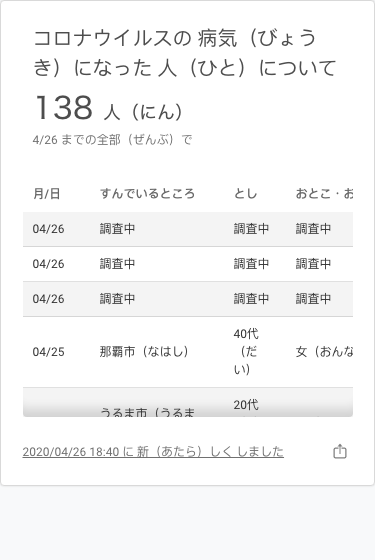 コロナウイルスの 病気（びょう
き）になった 人（ひと）について
138 人（にん）
4/26 までの全部（ぜんぶ）で
月/日 すんでいるところ とし おとこ・お
04/26 調査中 調査中 調査中
04/26 調査中 調査中 調査中
04/26 調査中 調査中 調査中
04/25 那覇市（なはし） 40代（だい） 女（おんな
うるま市（うるま 20代
2020/04/26 18:40 に 新（あたら）しく しました